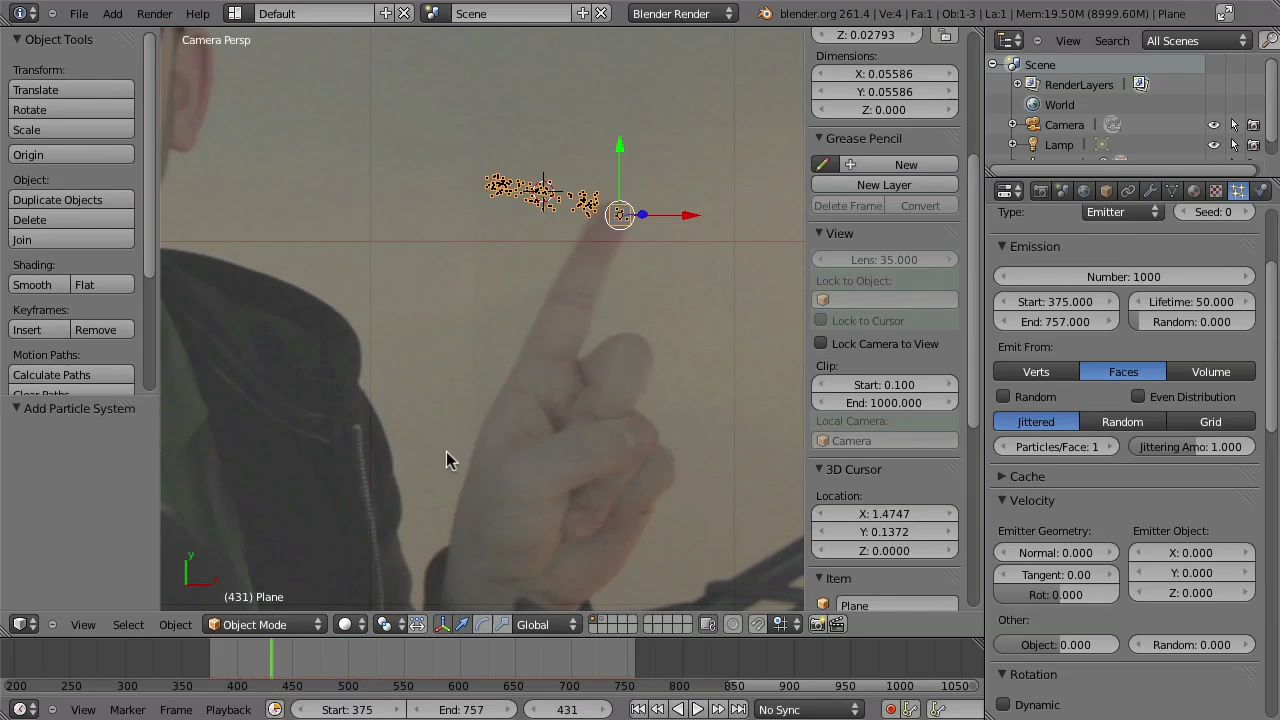 File Add Render Help Default Scene Blender Render blender.org 261.4 | Ve:4 | Fa:1 | Ob:1-3 | La:1 | Mem:19.50M (8999.60M) | Plane
Object Tools
Transform:
Translate
Rotate
Scale
Origin
Object:
Duplicate Objects
Delete
Join
Shading:
Smooth Flat
Keyframes:
Insert Remove
Motion Paths:
Calculate Paths
Add Particle System
Camera Persp
(431) Plane
y
Z: 0.02793
Dimensions:
X: 0.05586
Y: 0.05586
Z: 0.000
Grease Pencil
New
New Layer
Delete Frame Convert
View
Lens: 35.000
Lock to Object:
Lock to Cursor
Lock Camera to View
Clip:
Start: 0.100
End: 1000.000
Local Camera:
Camera
3D Cursor
Location:
X: 1.4747
Y: 0.1372
Z: 0.0000
Item
Plane
View Search All Scenes
Scene
RenderLayers
World
Camera
Lamp
Type: Emitter Seed: 0
Emission
Number: 1000
Start: 375.000 Lifetime: 50.000
End: 757.000 Random: 0.000
Emit From:
Verts Faces Volume
Random Even Distribution
Jittered Random Grid
Particles/Face: 1 Jittering Amo: 1.000
Cache
Velocity
Emitter Geometry: Emitter Object:
Normal: 0.000 X: 0.000
Tangent: 0.00 Y: 0.000
Rot: 0.000 Z: 0.000
Other:
Object: 0.000 Random: 0.000
Rotation
Dynamic
View Select Object Object Mode Global
200 250 300 350 400 450 500 550 600 650 700 750 800 850 900 950 1000 1050
View Marker Frame Playback Start: 375 End: 757 431 No Sync